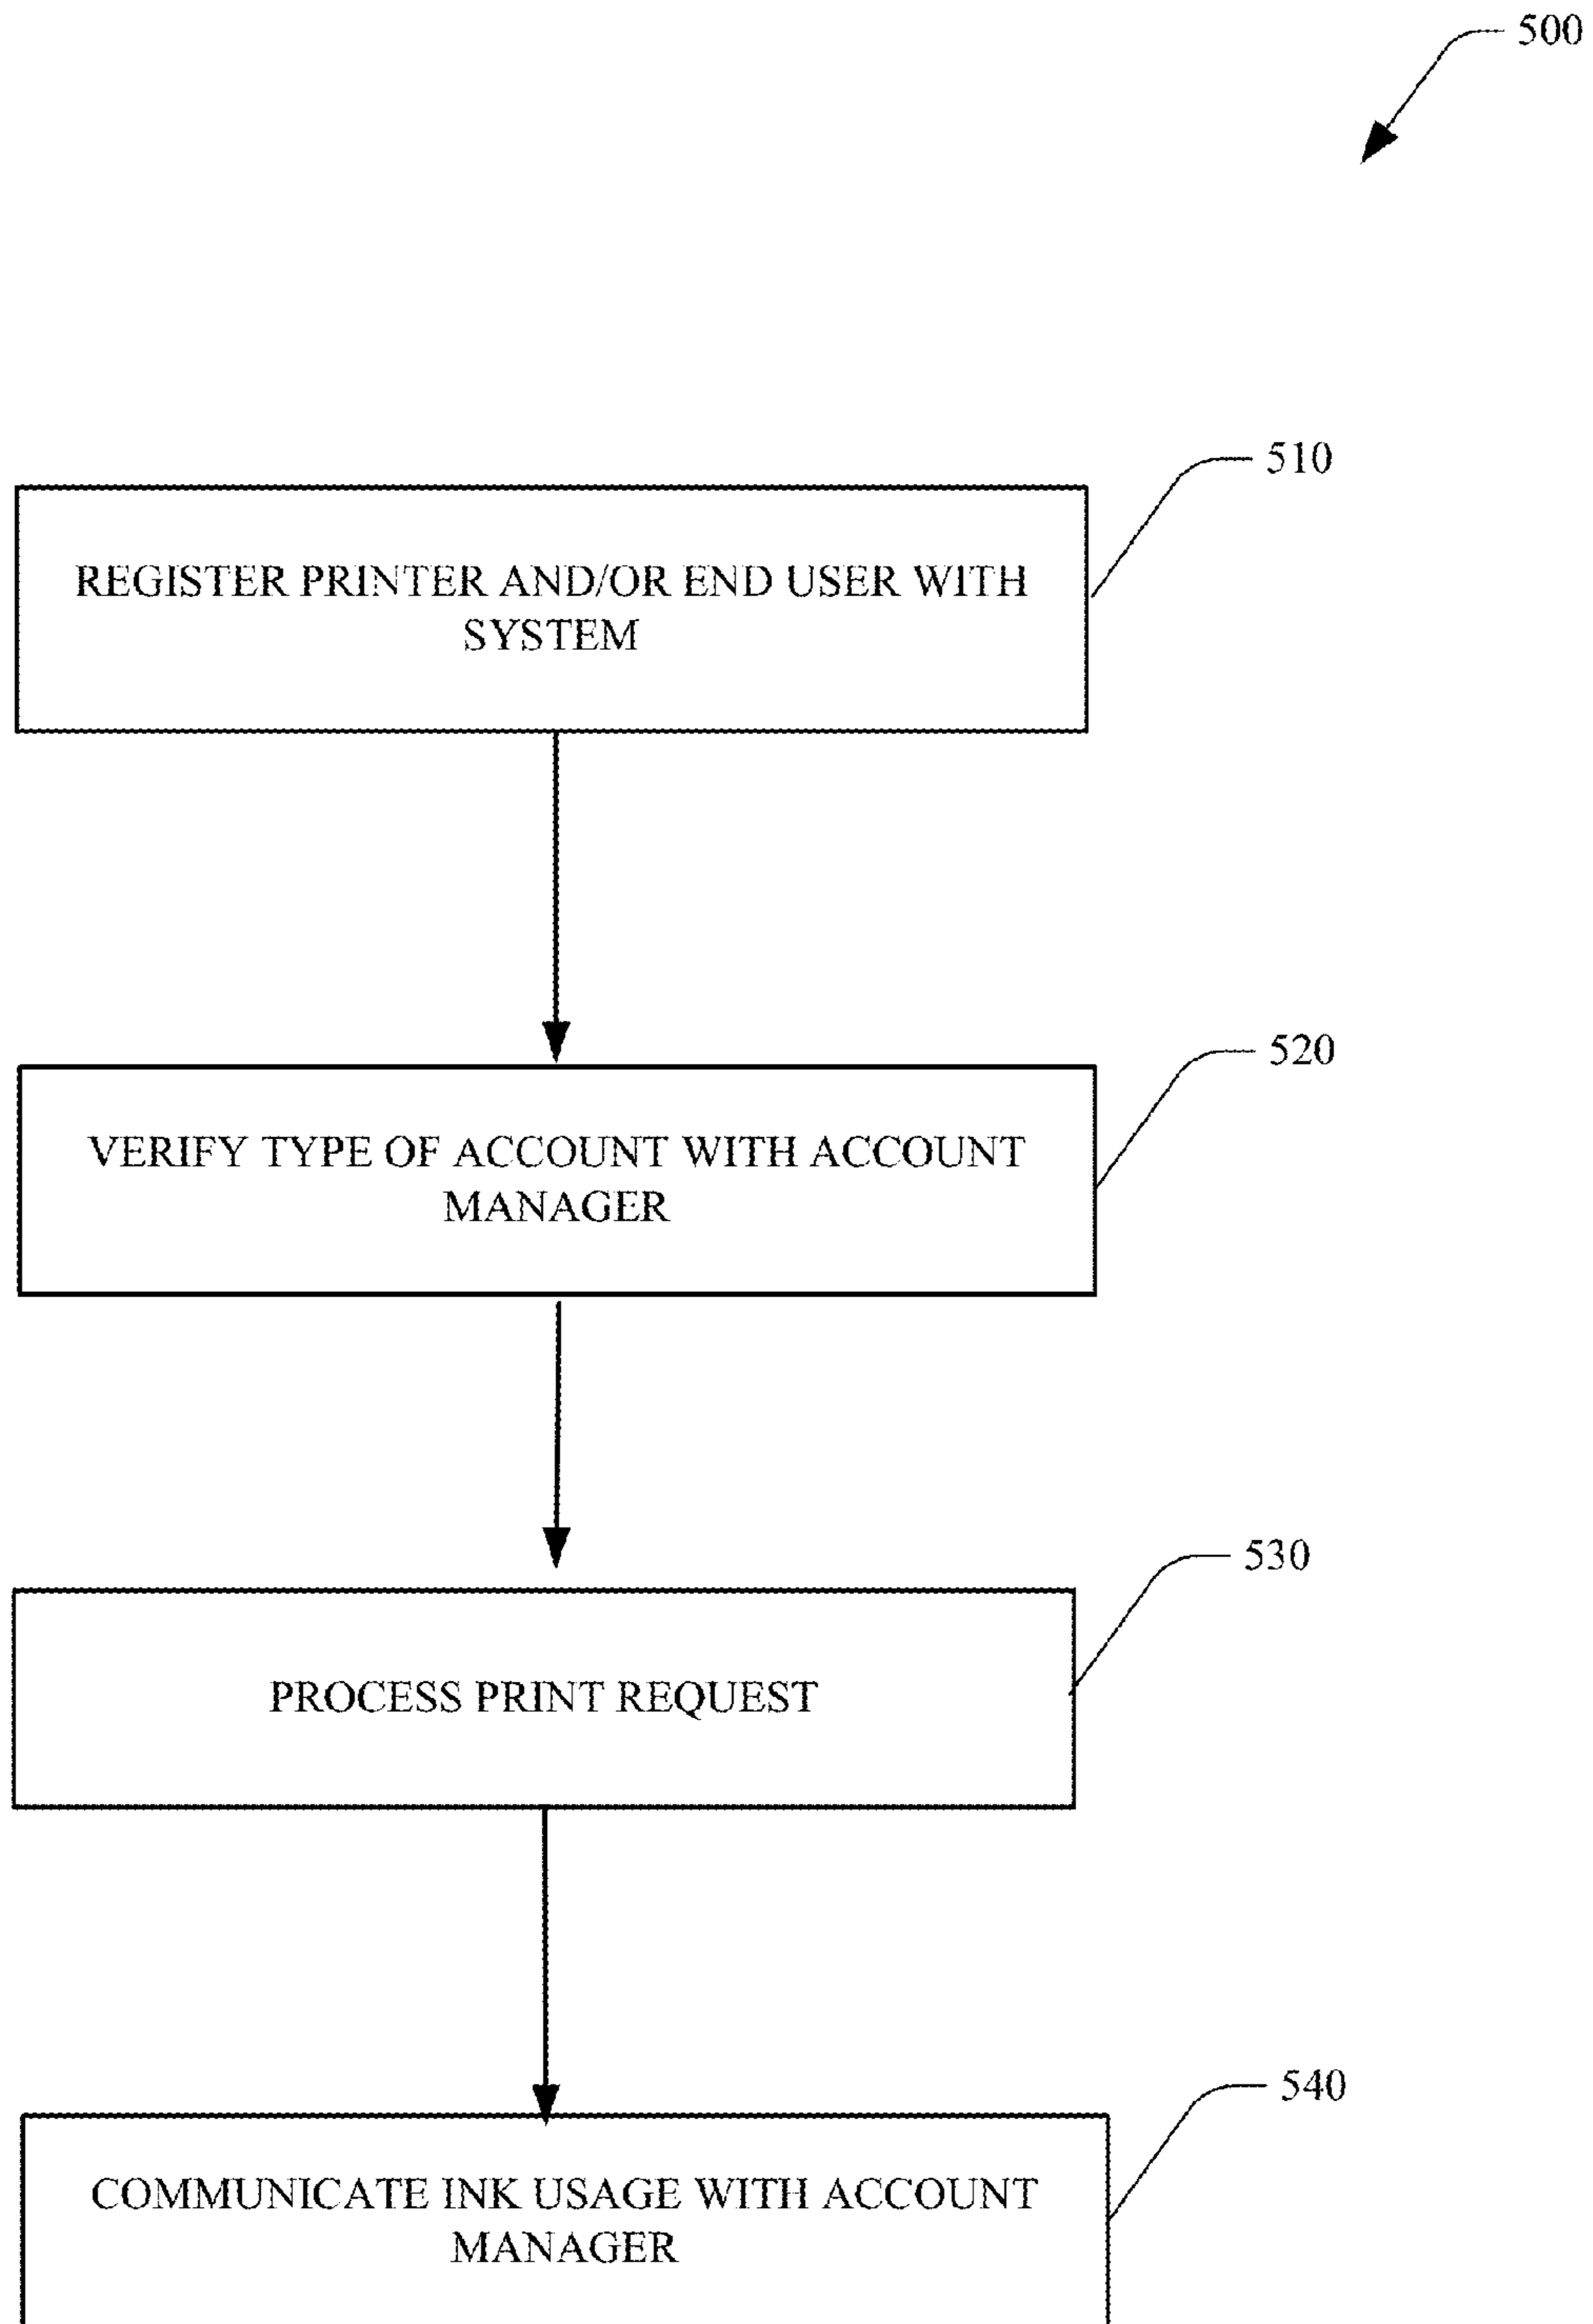 500
510
REGISTER PRINTER AND/OR END USER WITH
SYSTEM
520
VERIFY TYPE OF ACCOUNT WITH ACCOUNT
MANAGER
530
PROCESS PRINT REQUEST
540
COMMUNICATE INK USAGE WITH ACCOUNT
MANAGER